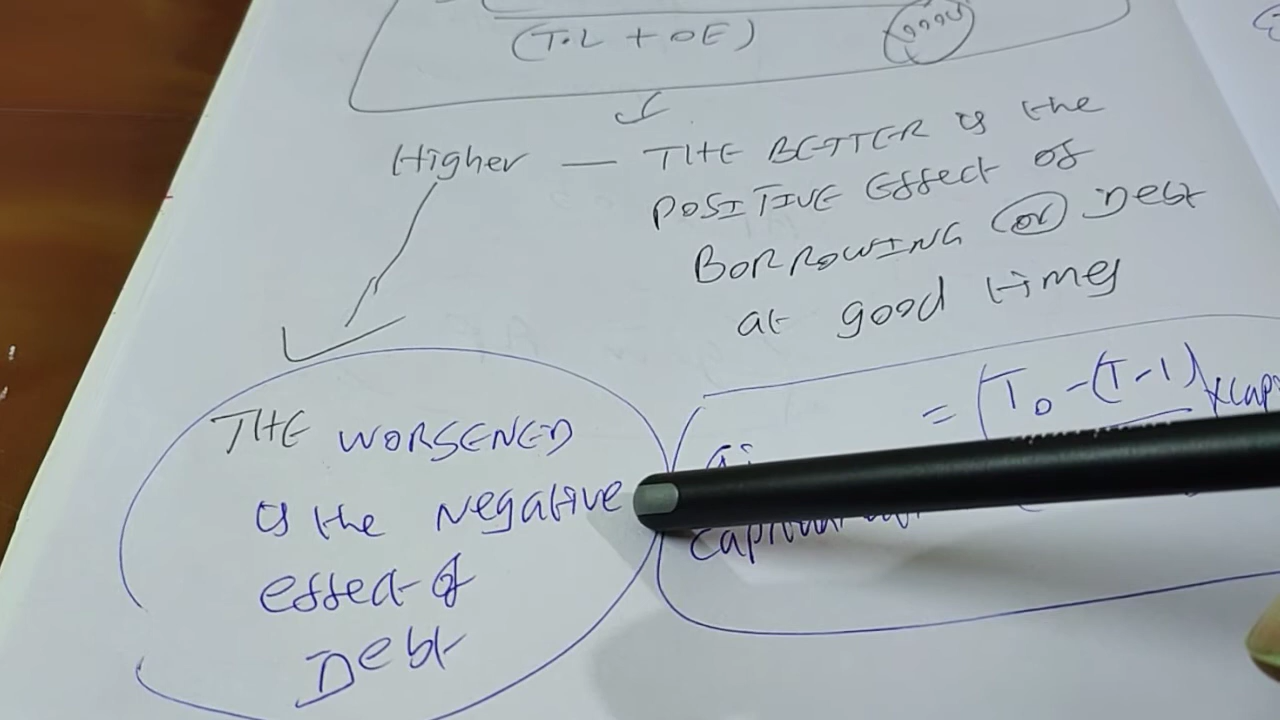 (T.L + OE)
Higher — THE BETTER is the
POSITIVE Effect of
BORROWING or Debt
at good times
THE WORSENED
is the Negative
effect of
Debt
= (T0 - (T-1)